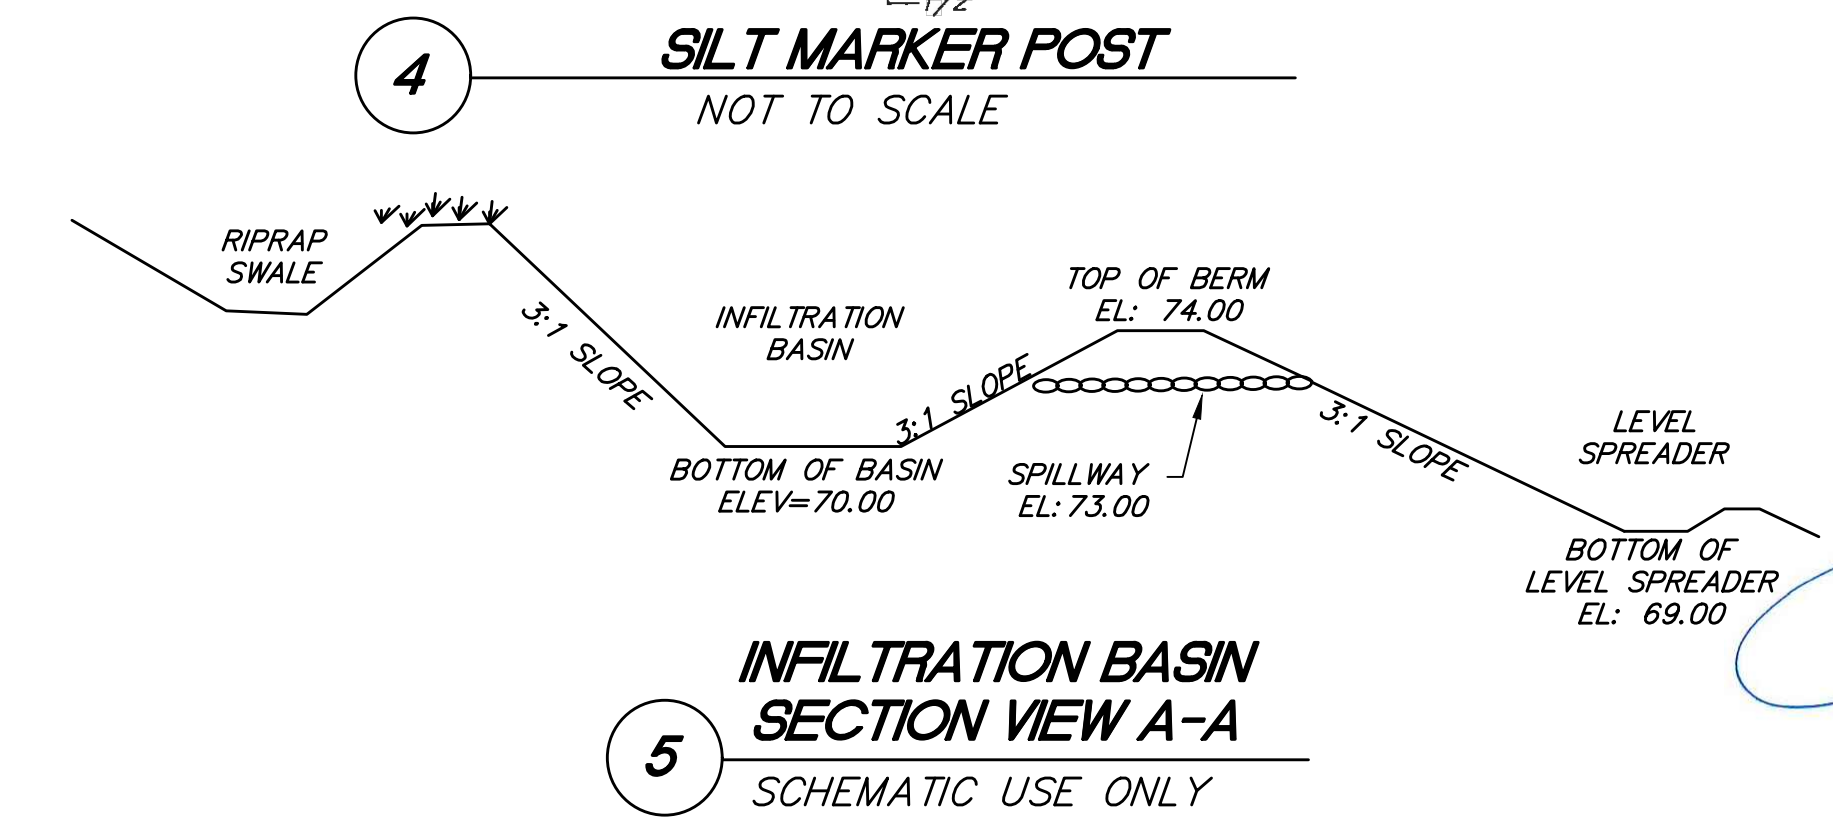 4
SILT MARKER POST
NOT TO SCALE
RIPRAP
SWALE
3:1 SLOPE
INFILTRATION
BASIN
3:1 SLOPE
TOP OF BERM
EL: 74.00
3:1 SLOPE
LEVEL
SPREADER
BOTTOM OF BASIN
ELEV=70.00
SPILLWAY
EL: 73.00
BOTTOM OF
LEVEL SPREADER
EL: 69.00
5
INFILTRATION BASIN
SECTION VIEW A-A
SCHEMATIC USE ONLY